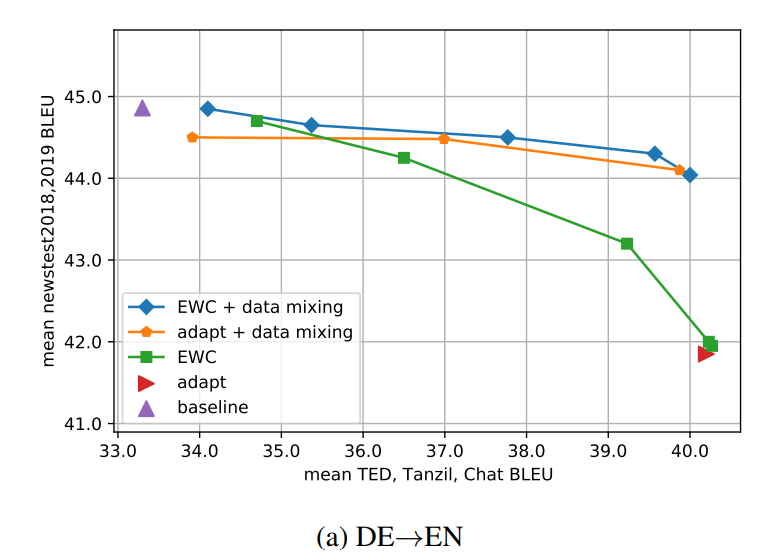 mean newstest2018,2019 BLEU
45.0
44.0
43.0
42.0
41.0
EWC + data mixing
adapt + data mixing
EWC
adapt
baseline
33.0 34.0 35.0 36.0 37.0 38.0 39.0 40.0
mean TED, Tanzil, Chat BLEU
(a) DE→EN